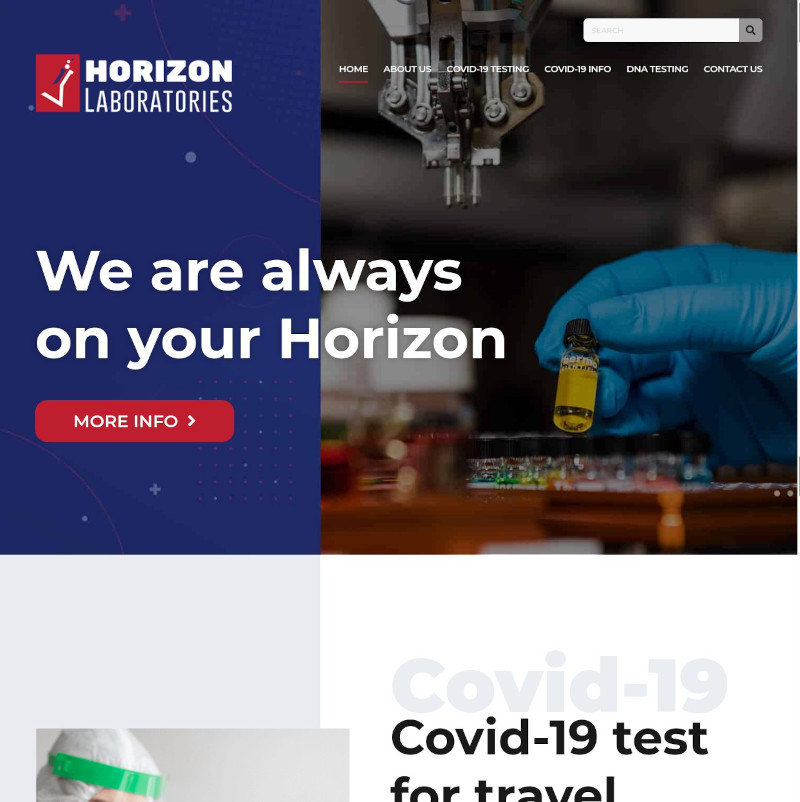 SEARCH
HORIZON
LABORATORIES
HOME ABOUT US COVID-19 TESTING COVID-19 INFO DNA TESTING CONTACT US
We are always
on your Horizon
MORE INFO
Covid-19
Covid-19 test
for travel